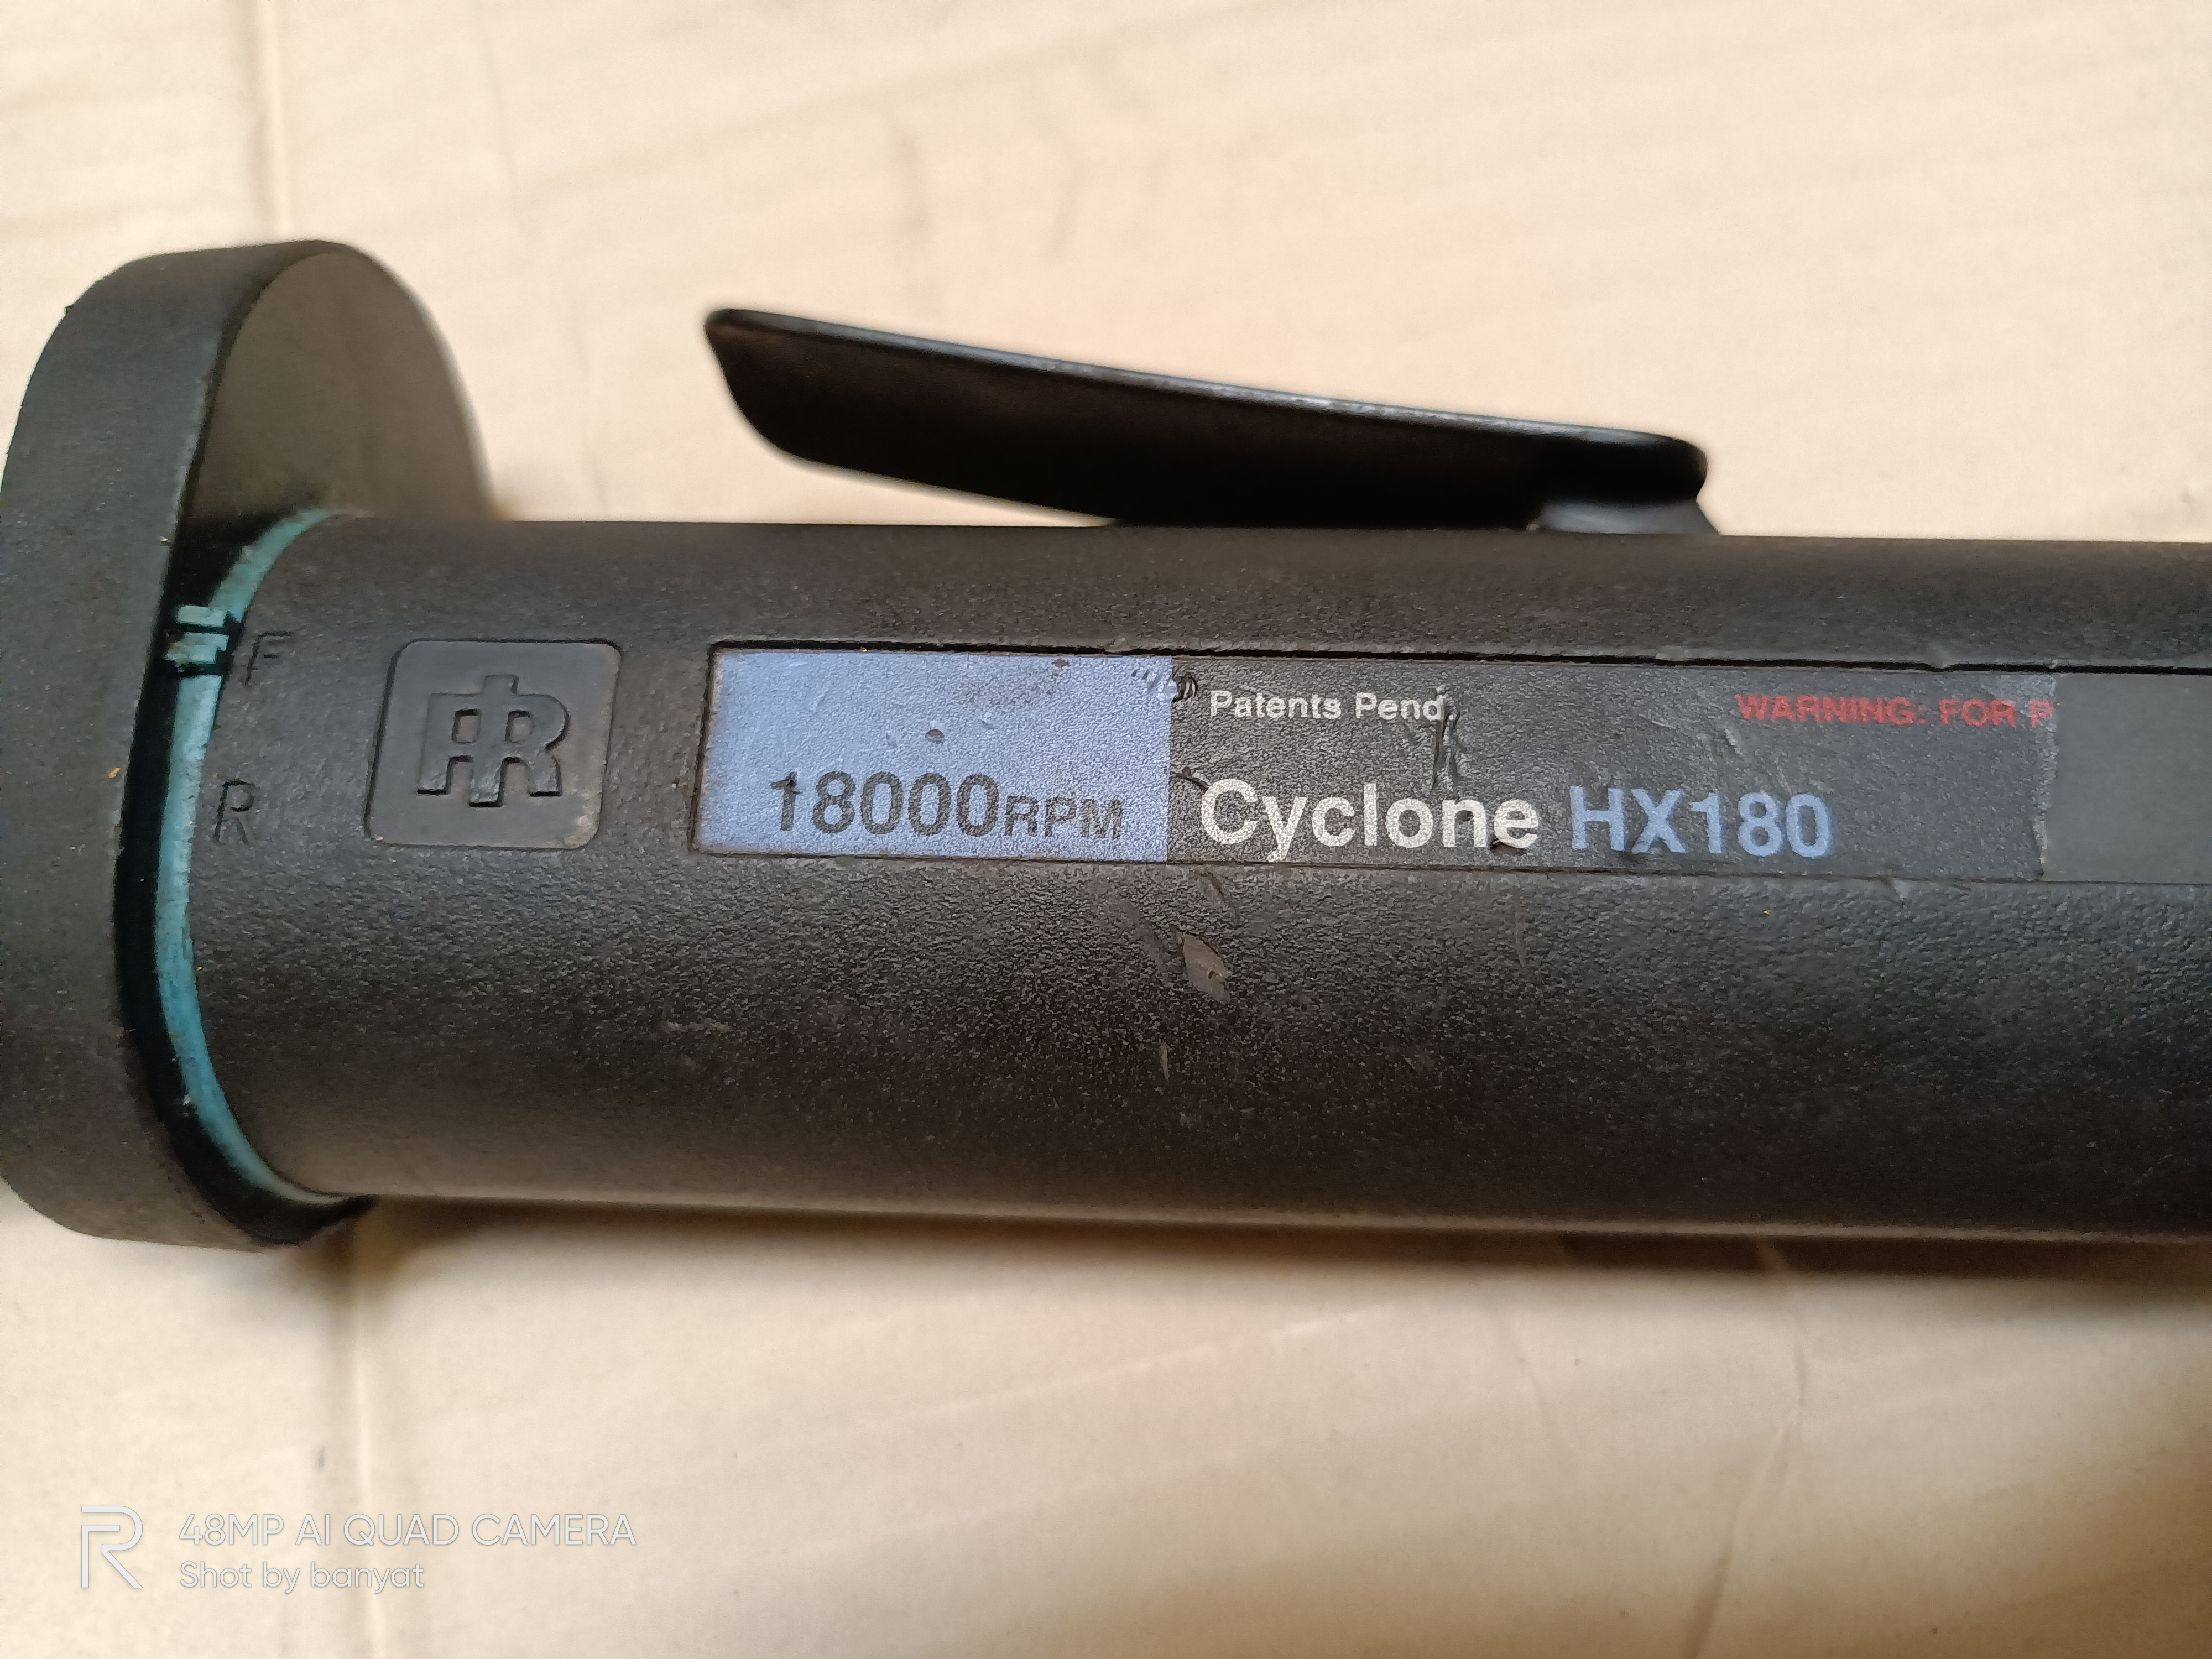 F
R
IR
18000RPM
Patents Pend.
WARNING: FOR P
Cyclone HX180
48MP AI QUAD CAMERA
Shot by banyat